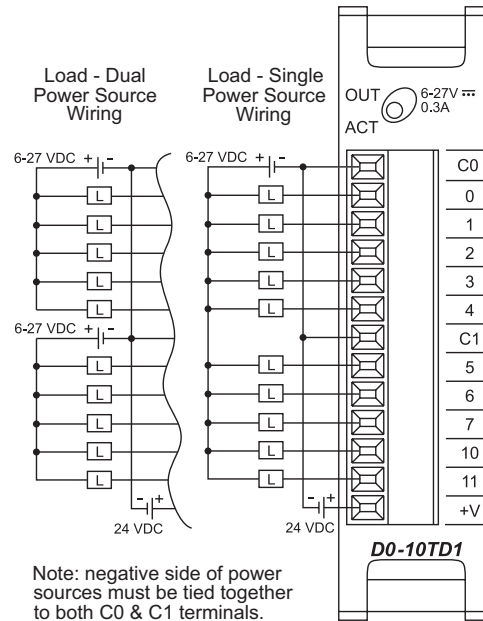 Load - Dual
Power Source
Wiring
Load - Single
Power Source
Wiring
OUT
6-27V ⎓
0.3A
ACT
6-27 VDC + -
L
L
L
L
L
6-27 VDC + -
L
L
L
L
L
- +
24 VDC
6-27 VDC + -
L
L
L
L
L
L
L
L
L
L
- +
24 VDC
C0
0
1
2
3
4
C1
5
6
7
10
11
+V
D0-10TD1
Note: negative side of power
sources must be tied together
to both C0 & C1 terminals.